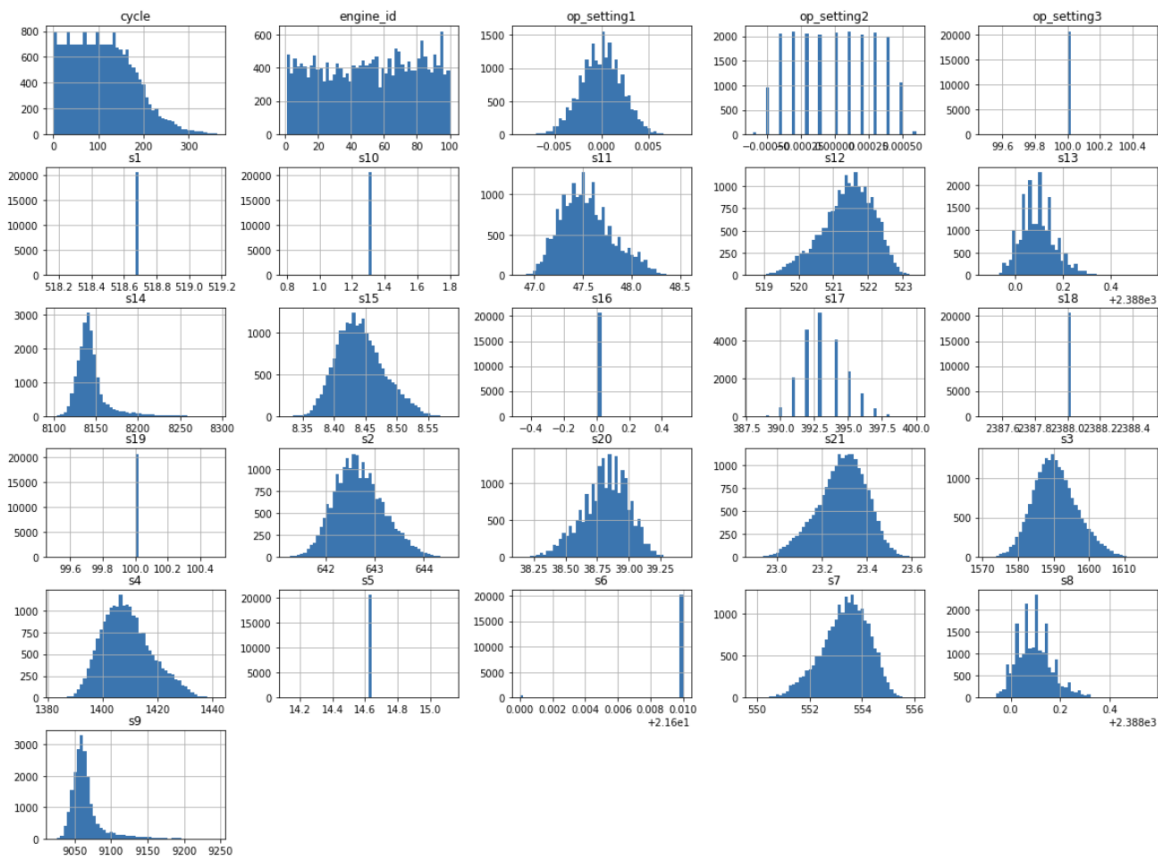 cycle engine_id op_setting1 op_setting2 op_setting3
800 600 400 200 0
0 100 200 300
600 400 200 0
0 20 40 60 80 100
1500 1000 500 0
−0.005 0.000 0.005
2000 1500 1000 500 0
20000 15000 10000 5000 0
99.6 99.8 100.0 100.2 100.4
s1 s10 s11 s12 s13
20000 15000 10000 5000 0
518.2 518.4 518.6 518.8 519.0 519.2
20000 15000 10000 5000 0
0.8 1.0 1.2 1.4 1.6 1.8
1000 500 0
47.0 47.5 48.0 48.5
1000 750 500 250 0
519 520 521 522 523
2000 1500 1000 500 0
0.0 0.2 0.4
+2.388e3
s14 s15 s16 s17 s18
3000 2000 1000 0
8100 8150 8200 8250 8300
1000 500 0
8.35 8.40 8.45 8.50 8.55
20000 15000 10000 5000 0
−0.4 −0.2 0.0 0.2 0.4
4000 2000 0
387.5 390.0 392.5 395.0 397.5 400.0
20000 15000 10000 5000 0
2387.6 2387.8 2388.0 2388.2 2388.4
s19 s2 s20 s21 s3
20000 15000 10000 5000 0
99.6 99.8 100.0 100.2 100.4
1000 750 500 250 0
642 643 644
1000 500 0
38.25 38.50 38.75 39.00 39.25
1000 750 500 250 0
23.0 23.2 23.4 23.6
1000 500 0
1570 1580 1590 1600 1610
s4 s5 s6 s7 s8
1000 750 500 250 0
1380 1400 1420 1440
20000 15000 10000 5000 0
14.2 14.4 14.6 14.8 15.0
20000 15000 10000 5000 0
0.000 0.002 0.004 0.006 0.008 0.010
+2.16e1
1000 750 500 250 0
550 552 554 556
2000 1500 1000 500 0
0.0 0.2 0.4
+2.388e3
s9
3000 2000 1000 0
9050 9100 9150 9200 9250